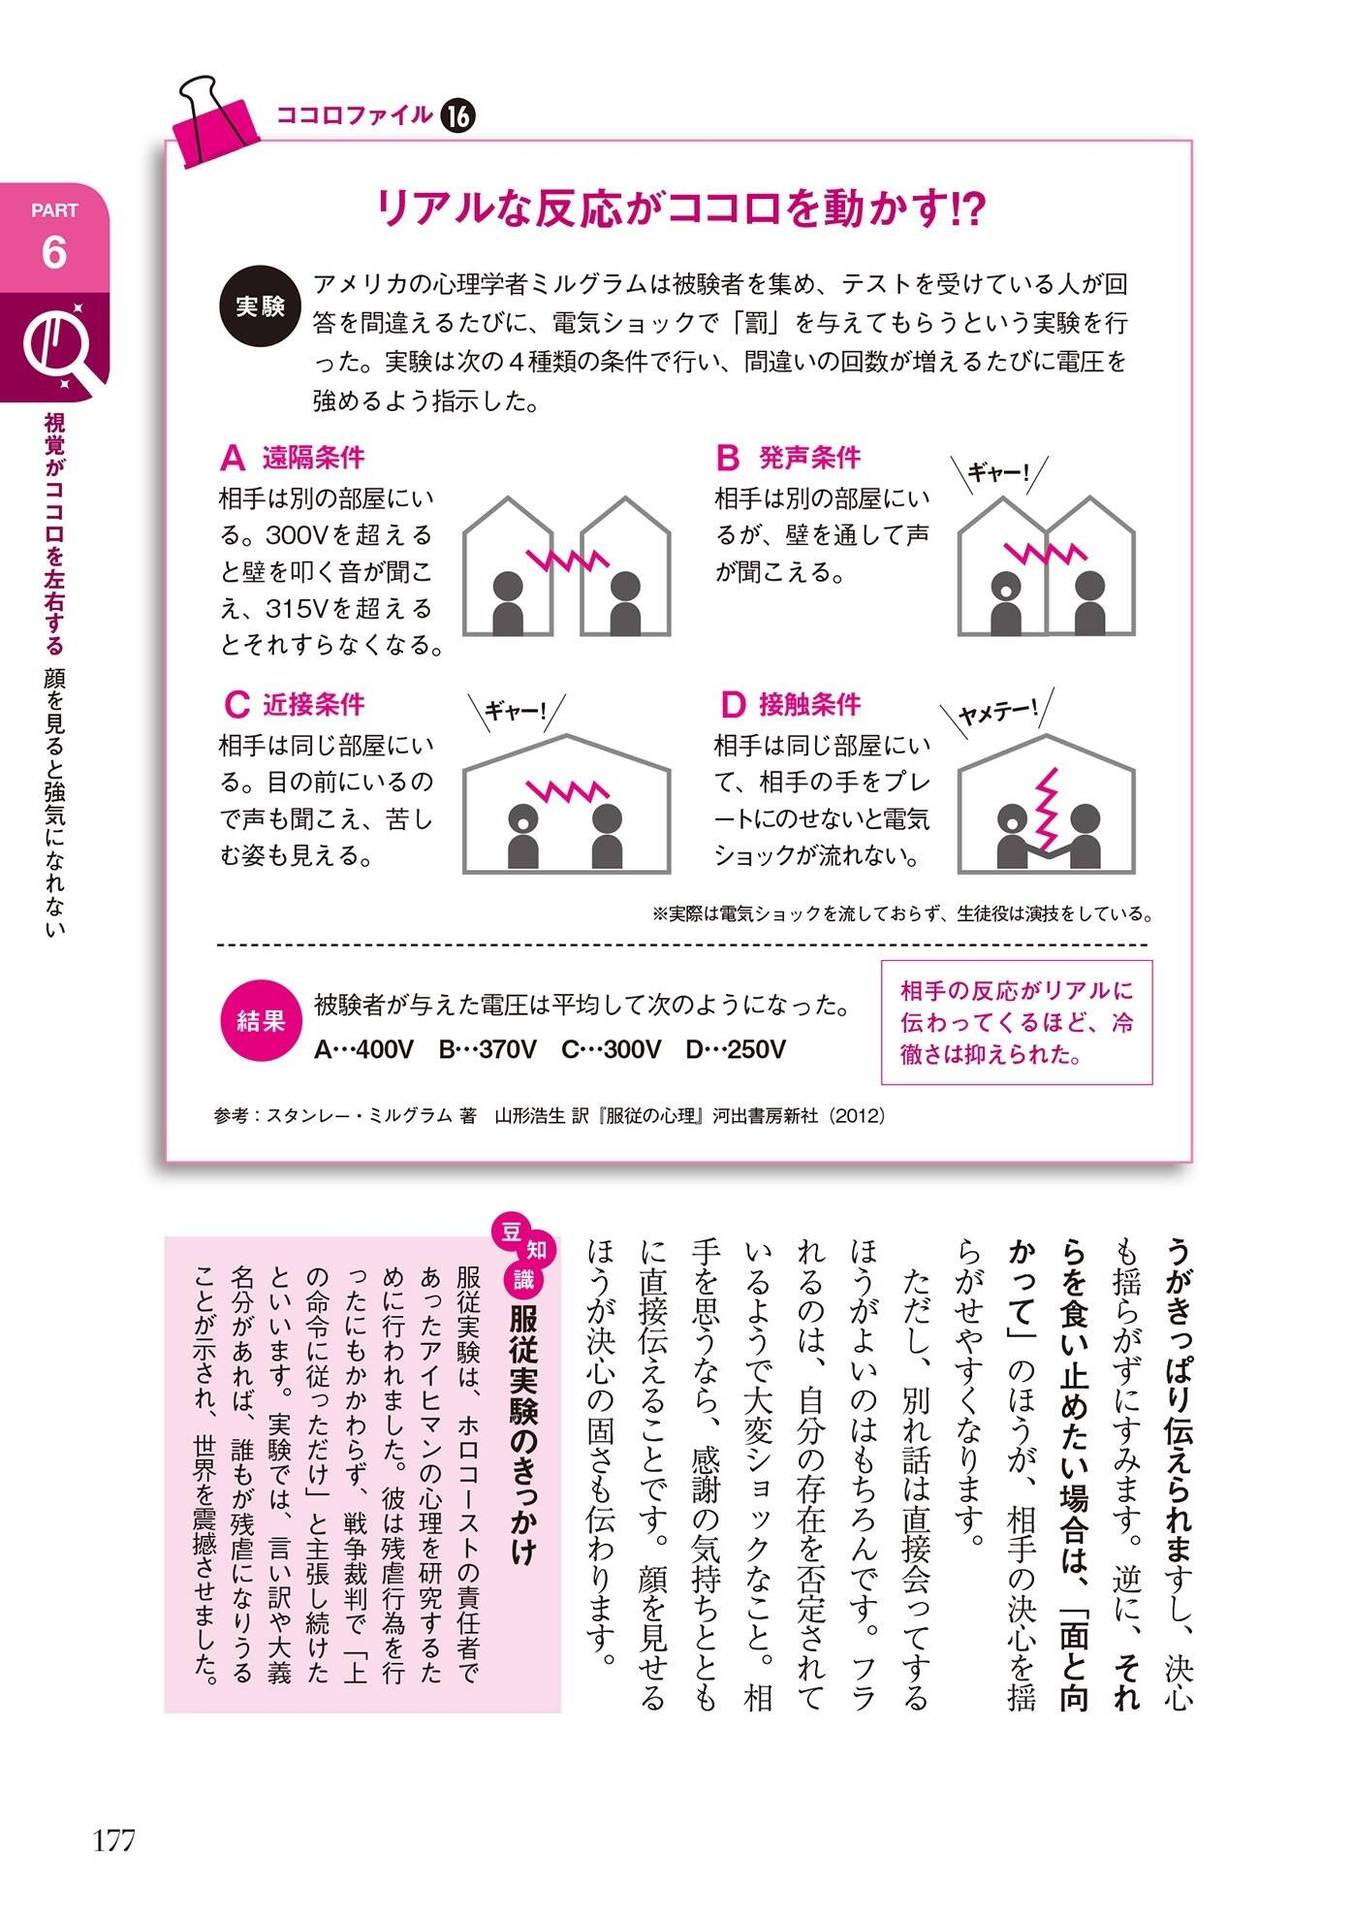 ココロファイル 16
リアルな反応がココロを動かす!?
実験
アメリカの心理学者ミルグラムは被験者を集め、テストを受けている人が回
答を間違えるたびに、電気ショックで「罰」を与えてもらうという実験を行
った。実験は次の4種類の条件で行い、間違いの回数が増えるたびに電圧を
強めるよう指示した。
A 遠隔条件
相手は別の部屋にい
る。300Vを超える
と壁を叩く音が聞こ
え、315Vを超える
とそれすらなくなる。
B 発声条件
相手は別の部屋にい
るが、壁を通して声
が聞こえる。
ギャー!
C 近接条件
相手は同じ部屋にい
る。目の前にいるの
で声も聞こえ、苦し
む姿も見える。
ギャー!
D 接触条件
相手は同じ部屋にい
て、相手の手をプレ
ートにのせないと電気
ショックが流れない。
ヤメテー!
※実際は電気ショックを流しておらず、生徒役は演技をしている。
結果
被験者が与えた電圧は平均して次のようになった。
A…400V B…370V C…300V D…250V
相手の反応がリアルに
伝わってくるほど、冷
徹さは抑えられた。
参考：スタンレー・ミルグラム 著 山形浩生 訳『服従の心理』河出書房新社（2012）
PART
6
視覚がココロを左右する 顔を見ると強気になれない
うがきっぱり伝えられますし、決心
も揺らがずにすみます。逆に、それ
らを食い止めたい場合は、「面と向
かって」のほうが、相手の決心を揺
らがせやすくなります。
ただし、別れ話は直接会ってする
ほうがよいのはもちろんです。フラ
れるのは、自分の存在を否定されて
いるようで大変ショックなこと。相
手を思うなら、感謝の気持ちととも
に直接伝えることです。顔を見せる
ほうが決心の固さも伝わります。
豆知識 服従実験のきっかけ
服従実験は、ホロコーストの責任者で
あったアイヒマンの心理を研究するた
めに行われました。彼は残虐行為を行
ったにもかかわらず、戦争裁判で「上
の命令に従っただけ」と主張し続けた
といいます。実験では、言い訳や大義
名分があれば、誰もが残虐になりうる
ことが示され、世界を震撼させました。
177